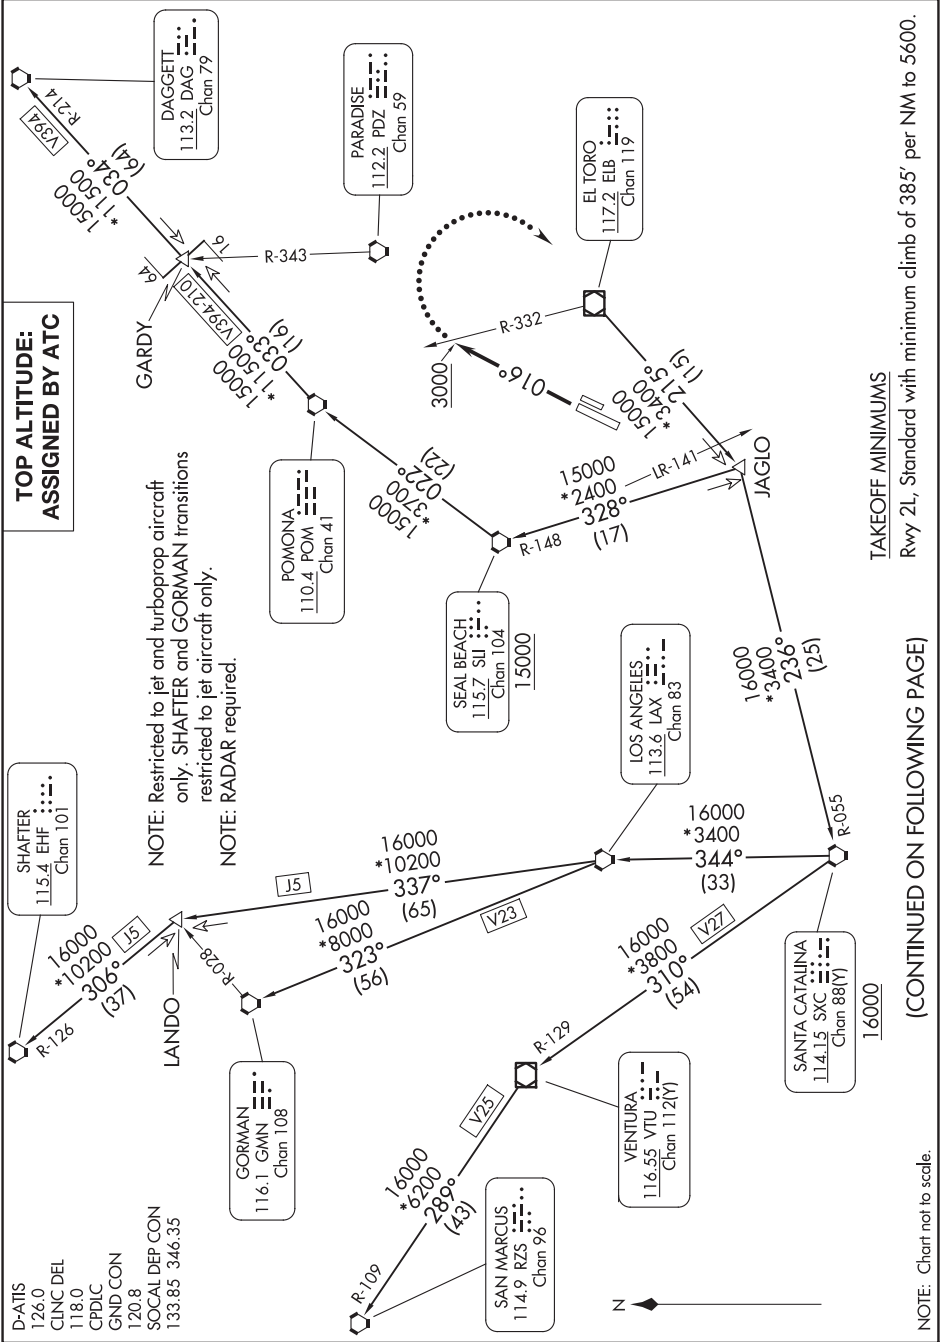 D-ATIS
126.0
CLNC DEL
118.0
CPDLC
GND CON
120.8
SOCAL DEP CON
133.85 346.35
TOP ALTITUDE:
ASSIGNED BY ATC
SHAFTER
115.4 EHF
Chan 101
NOTE: Restricted to jet and turboprop aircraft
only. SHAFTER and GORMAN transitions
restricted to jet aircraft only.
NOTE: RADAR required.
DAGGETT
113.2 DAG
Chan 79
V394
R-214
15000
*11500
034°
(64)
64
16
GARDY
R-343
PARADISE
112.2 PDZ
Chan 59
V394-210
15000
*11500
033°
(16)
POMONA
110.4 POM
Chan 41
15000
*3700
022°
(22)
SEAL BEACH
115.7 SLI
Chan 104
15000
R-148
15000
*2400
328°
(17)
LR-141
JAGLO
3000
R-332
016°
EL TORO
117.2 ELB
Chan 119
15000
*3400
215°
(15)
16000
*3400
236°
(25)
R-055
SANTA CATALINA
114.15 SXC
Chan 88(Y)
16000
16000
*3400
344°
(33)
LOS ANGELES
113.6 LAX
Chan 83
J5
16000
*10200
337°
(65)
LANDO
16000
*10200
J5
306°
(37)
R-126
R-028
16000
*8000
323°
(56)
V23
GORMAN
116.1 GMN
Chan 108
16000
*3800
V27
310°
(54)
R-129
VENTURA
116.55 VTU
Chan 112(Y)
V25
16000
*6200
289°
(43)
R-109
SAN MARCUS
114.9 RZS
Chan 96
N
TAKEOFF MINIMUMS
Rwy 2L, Standard with minimum climb of 385' per NM to 5600.
(CONTINUED ON FOLLOWING PAGE)
NOTE: Chart not to scale.